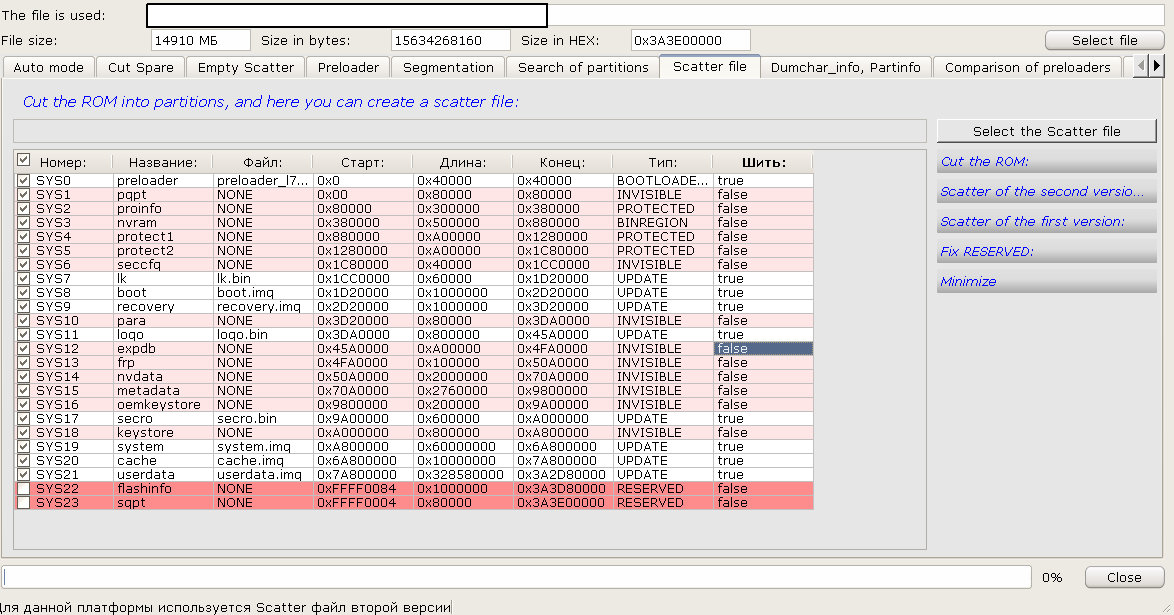 The file is used:
File size: 14910 МБ Size in bytes: 15634268160 Size in HEX: 0x3A3E00000 Select file
Auto mode Cut Spare Empty Scatter Preloader Segmentation Search of partitions Scatter file Dumchar_info, Partinfo Comparison of preloaders
Cut the ROM into partitions, and here you can create a scatter file:
Select the Scatter file
Cut the ROM:
Scatter of the second versio...
Scatter of the first version:
Fix RESERVED:
Minimize
Номер: Название: Файл: Старт: Длина: Конец: Тип: Шить:
SYS0 preloader preloader_l7... 0x0 0x40000 0x40000 BOOTLOADE... true
SYS1 pgpt NONE 0x00 0x80000 0x80000 INVISIBLE false
SYS2 proinfo NONE 0x80000 0x300000 0x380000 PROTECTED false
SYS3 nvram NONE 0x380000 0x500000 0x880000 BINREGION false
SYS4 protect1 NONE 0x880000 0xA00000 0x1280000 PROTECTED false
SYS5 protect2 NONE 0x1280000 0xA00000 0x1C80000 PROTECTED false
SYS6 seccfg NONE 0x1C80000 0x40000 0x1CC0000 INVISIBLE false
SYS7 lk lk.bin 0x1CC0000 0x60000 0x1D20000 UPDATE true
SYS8 boot boot.img 0x1D20000 0x1000000 0x2D20000 UPDATE true
SYS9 recovery recovery.img 0x2D20000 0x1000000 0x3D20000 UPDATE true
SYS10 para NONE 0x3D20000 0x80000 0x3DA0000 INVISIBLE false
SYS11 logo logo.bin 0x3DA0000 0x800000 0x45A0000 UPDATE true
SYS12 expdb NONE 0x45A0000 0xA00000 0x4FA0000 INVISIBLE false
SYS13 frp NONE 0x4FA0000 0x100000 0x50A0000 INVISIBLE false
SYS14 nvdata NONE 0x50A0000 0x2000000 0x70A0000 INVISIBLE false
SYS15 metadata NONE 0x70A0000 0x2760000 0x9800000 INVISIBLE false
SYS16 oemkeystore NONE 0x9800000 0x200000 0x9A00000 INVISIBLE false
SYS17 secro secro.bin 0x9A00000 0x600000 0xA000000 UPDATE true
SYS18 keystore NONE 0xA000000 0x800000 0xA800000 INVISIBLE false
SYS19 system system.img 0xA800000 0x60000000 0x6A800000 UPDATE true
SYS20 cache cache.img 0x6A800000 0x10000000 0x7A800000 UPDATE true
SYS21 userdata userdata.img 0x7A800000 0x328580000 0x3A2D80000 UPDATE true
SYS22 flashinfo NONE 0xFFFF0084 0x1000000 0x3A3D80000 RESERVED false
SYS23 sgpt NONE 0xFFFF0004 0x80000 0x3A3E00000 RESERVED false
0% Close
Для данной платформы используется Scatter файл второй версии